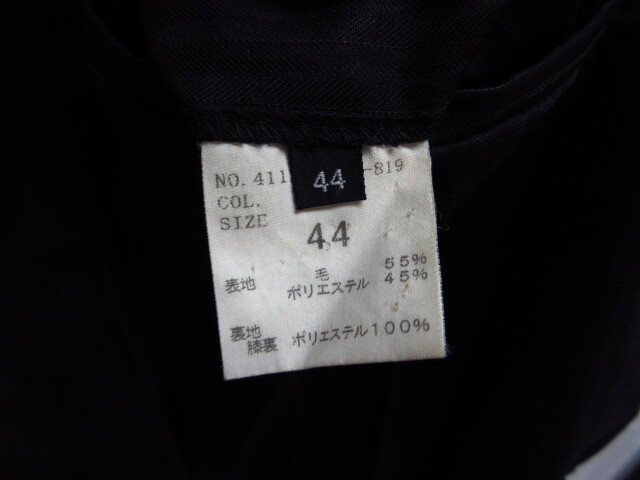 NO. 411 -819
44
COL.
SIZE
44
表地 毛 55%
ポリエステル 45%
裏地
膝裏 ポリエステル100%